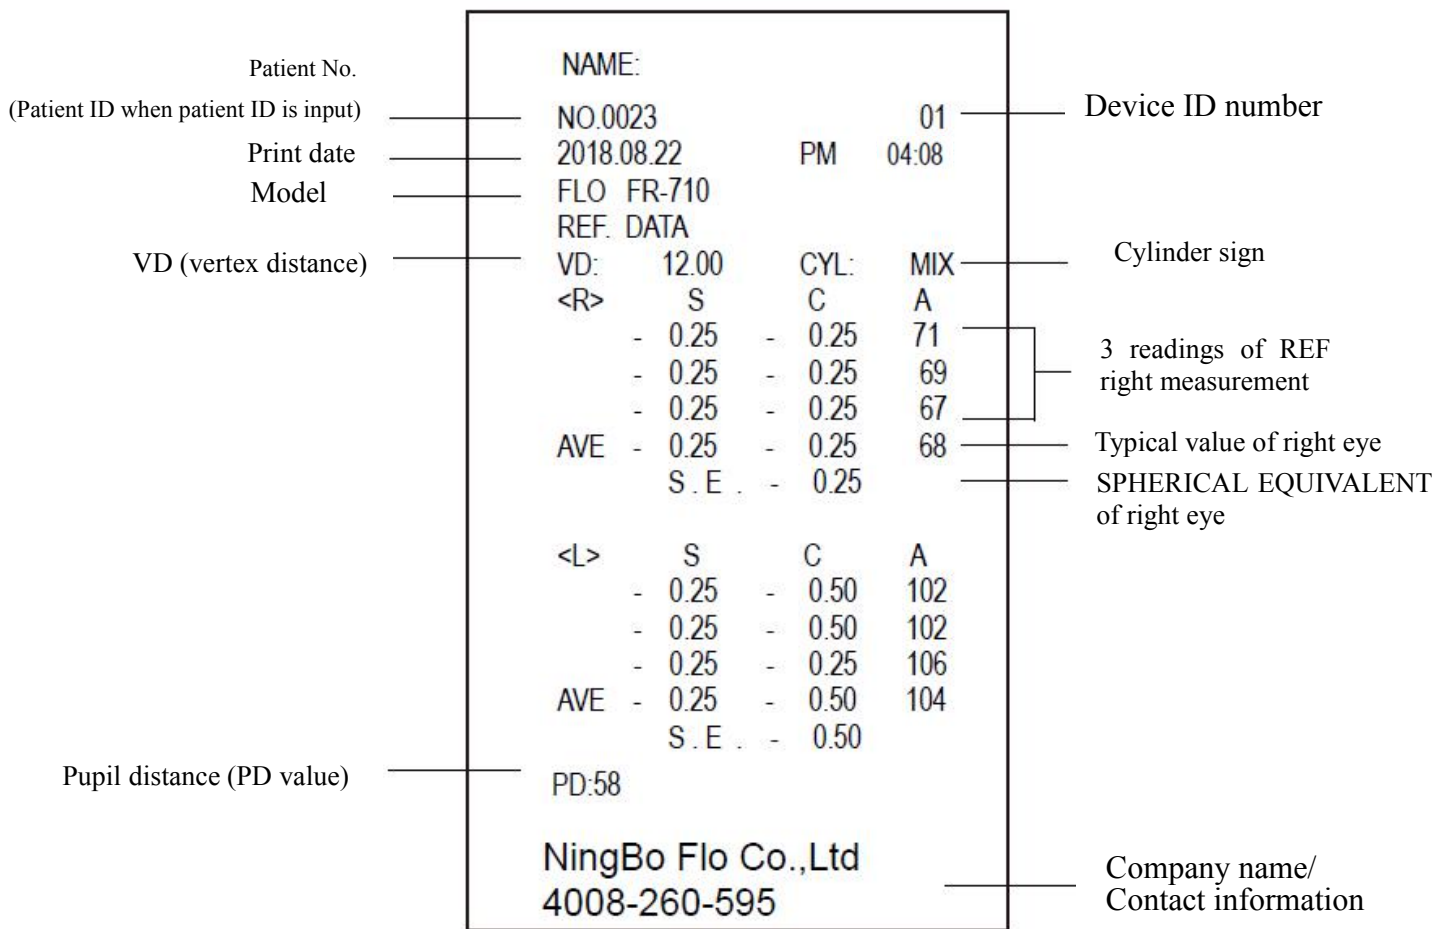 NAME:
Patient No.
(Patient ID when patient ID is input)
NO.0023 01
Device ID number
Print date
2018.08.22 PM 04:08
Model
FLO FR-710
REF. DATA
VD (vertex distance)
VD: 12.00 CYL: MIX
Cylinder sign
<R> S C A
- 0.25 - 0.25 71
- 0.25 - 0.25 69
- 0.25 - 0.25 67
3 readings of REF
right measurement
AVE - 0.25 - 0.25 68
Typical value of right eye
S.E. - 0.25
SPHERICAL EQUIVALENT
of right eye
<L> S C A
- 0.25 - 0.50 102
- 0.25 - 0.50 102
- 0.25 - 0.25 106
AVE - 0.25 - 0.50 104
S.E. - 0.50
Pupil distance (PD value)
PD:58
NingBo Flo Co.,Ltd
4008-260-595
Company name/
Contact information